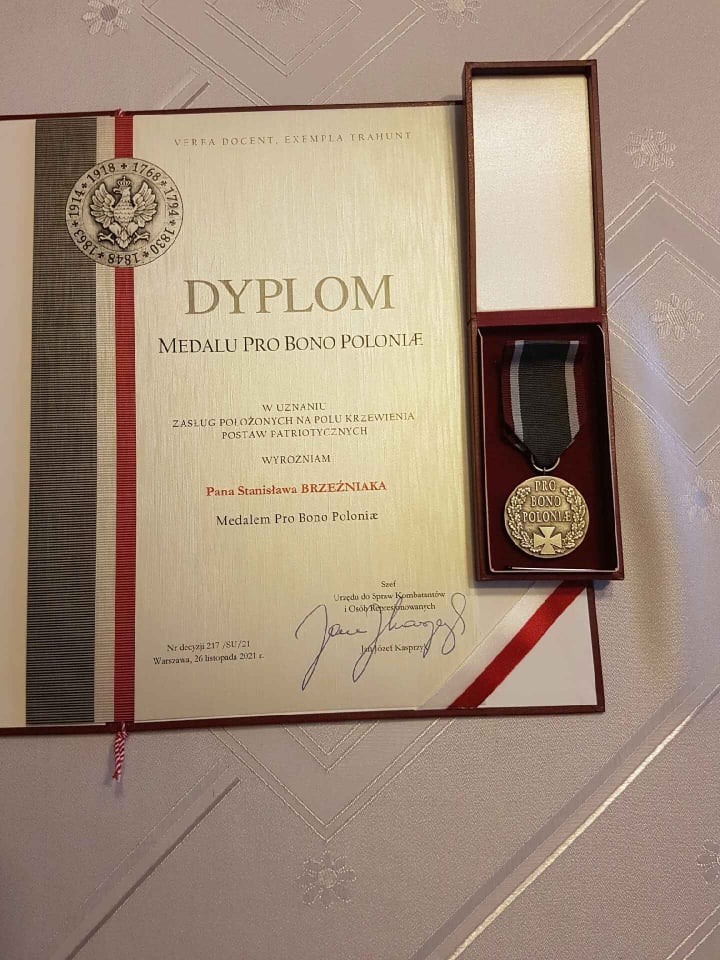 VERBA DOCENT, EXEMPLA TRAHUNT
1768 * 1794 * 1830 * 1848 * 1863 * 1914 * 1918 *
DYPLOM
MEDALU PRO BONO POLONIÆ
W UZNANIU
ZASŁUG POŁOŻONYCH NA POLU KRZEWIENIA
POSTAW PATRIOTYCZNYCH
WYRÓŻNIAM
Pana Stanisława BRZEŹNIAKA
Medalem Pro Bono Poloniæ
Szef
Urzędu do Spraw Kombatantów
i Osób Represjonowanych
Jan Józef Kasprzyk
Nr decyzji 217 /SU/21
Warszawa, 26 listopada 2021 r.
PRO
BONO
POLONIÆ